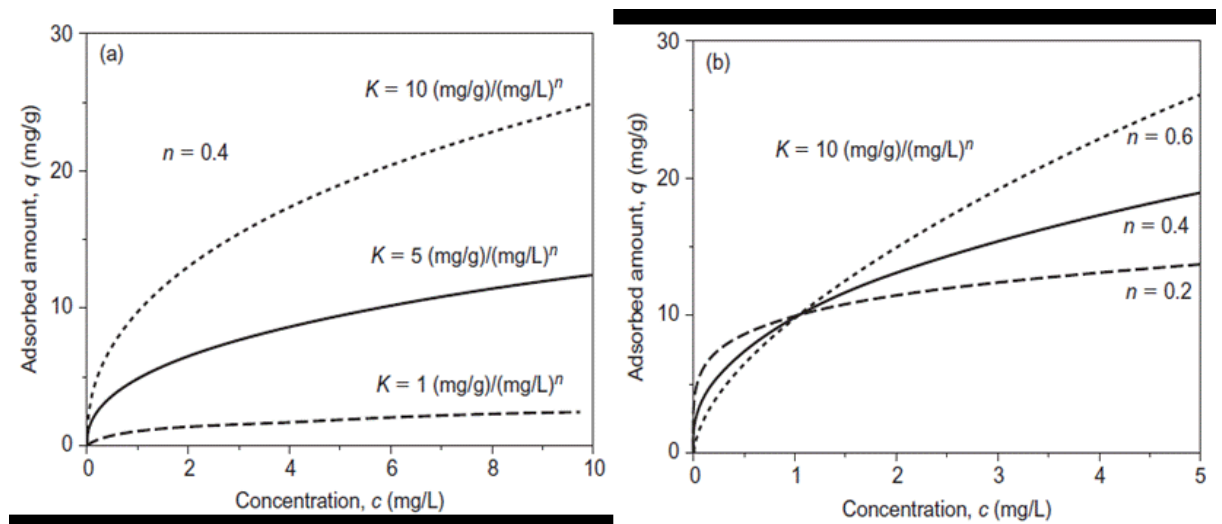 (a)
30
20
10
0
Adsorbed amount, q (mg/g)
K = 10 (mg/g)/(mg/L)ⁿ
n = 0.4
K = 5 (mg/g)/(mg/L)ⁿ
K = 1 (mg/g)/(mg/L)ⁿ
0 2 4 6 8 10
Concentration, c (mg/L)
(b)
30
20
10
0
Adsorbed amount, q (mg/g)
K = 10 (mg/g)/(mg/L)ⁿ
n = 0.6
n = 0.4
n = 0.2
0 1 2 3 4 5
Concentration, c (mg/L)